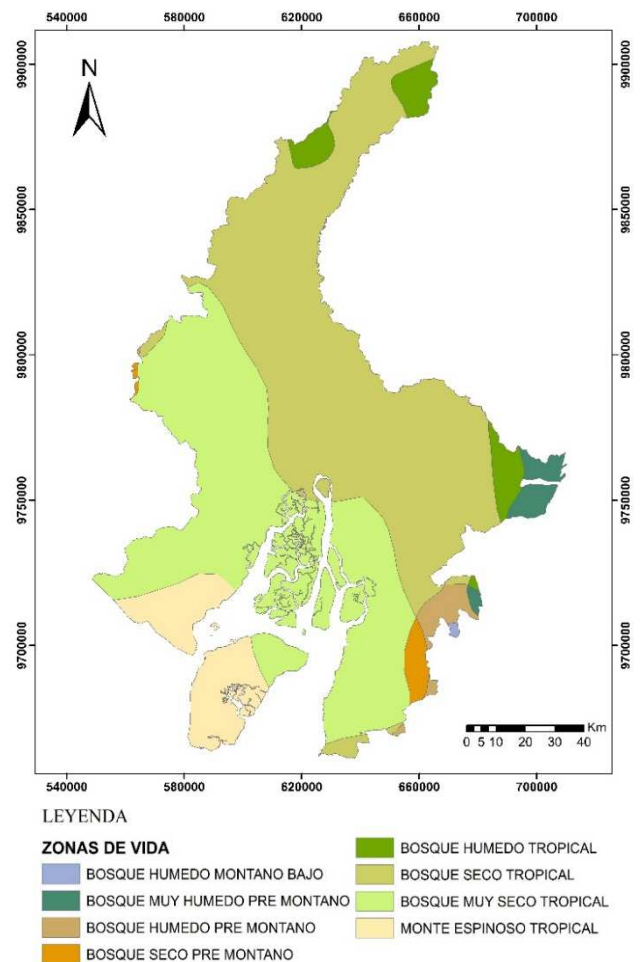 540000 580000 620000 660000 700000
N
9900000 9900000
9850000 9850000
9800000 9800000
9750000 9750000
9700000 9700000
Km
0 5 10 20 30 40
540000 580000 620000 660000 700000
LEYENDA
ZONAS DE VIDA
BOSQUE HUMEDO MONTANO BAJO
BOSQUE MUY HUMEDO PRE MONTANO
BOSQUE HUMEDO PRE MONTANO
BOSQUE SECO PRE MONTANO
BOSQUE HUMEDO TROPICAL
BOSQUE SECO TROPICAL
BOSQUE MUY SECO TROPICAL
MONTE ESPINOSO TROPICAL